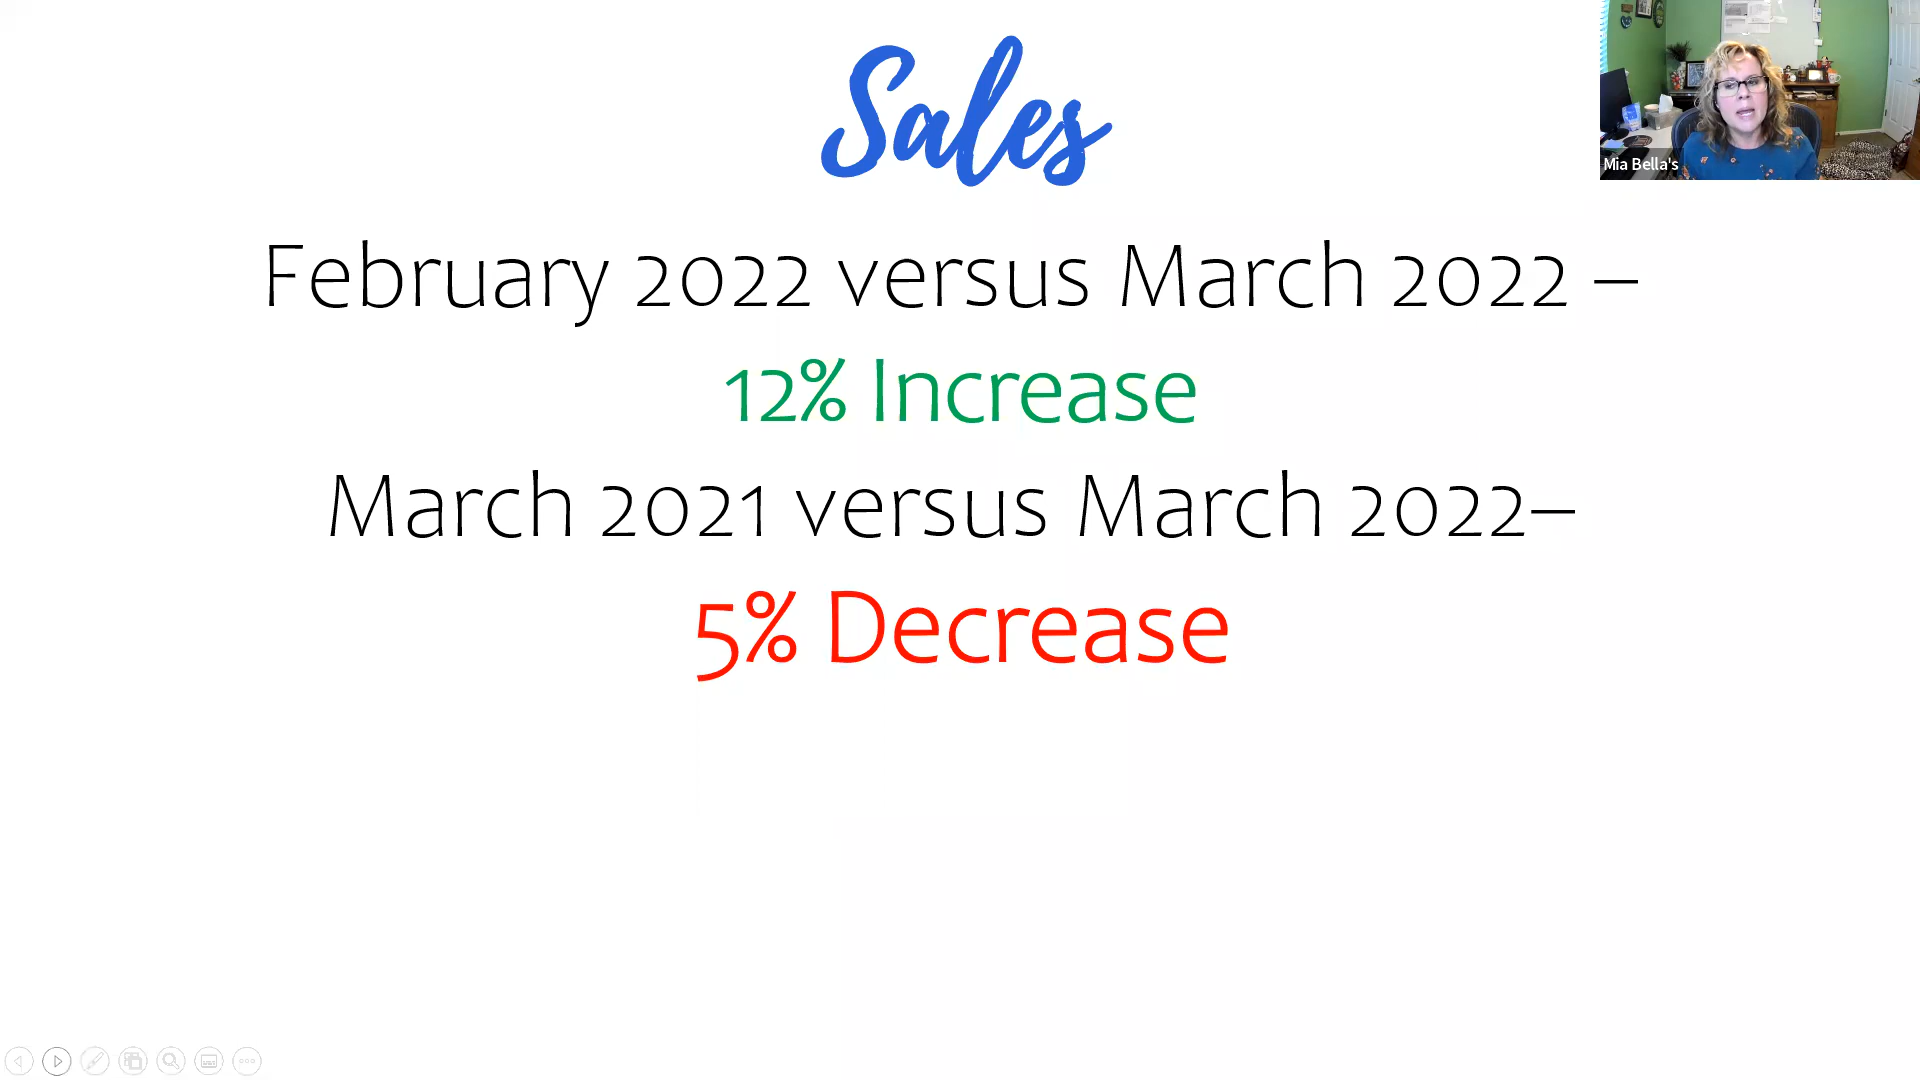 Sales
Mia Bella's
February 2022 versus March 2022 –
12% Increase
March 2021 versus March 2022–
5% Decrease